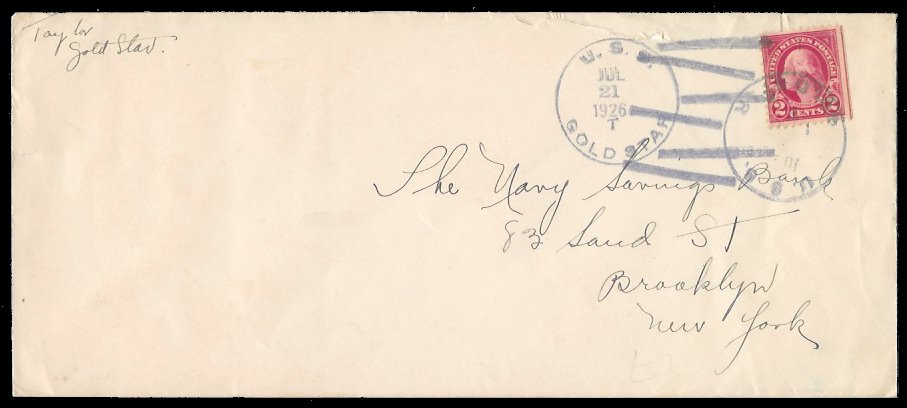 Taylor
Gold Star.
U. S. S.
JUL
21
1926
T
GOLD STAR
UNITED STATES POSTAGE
2 CENTS 2
U. S. S.
The Navy Savings Bank
83 Sand ST
Brooklyn
New York